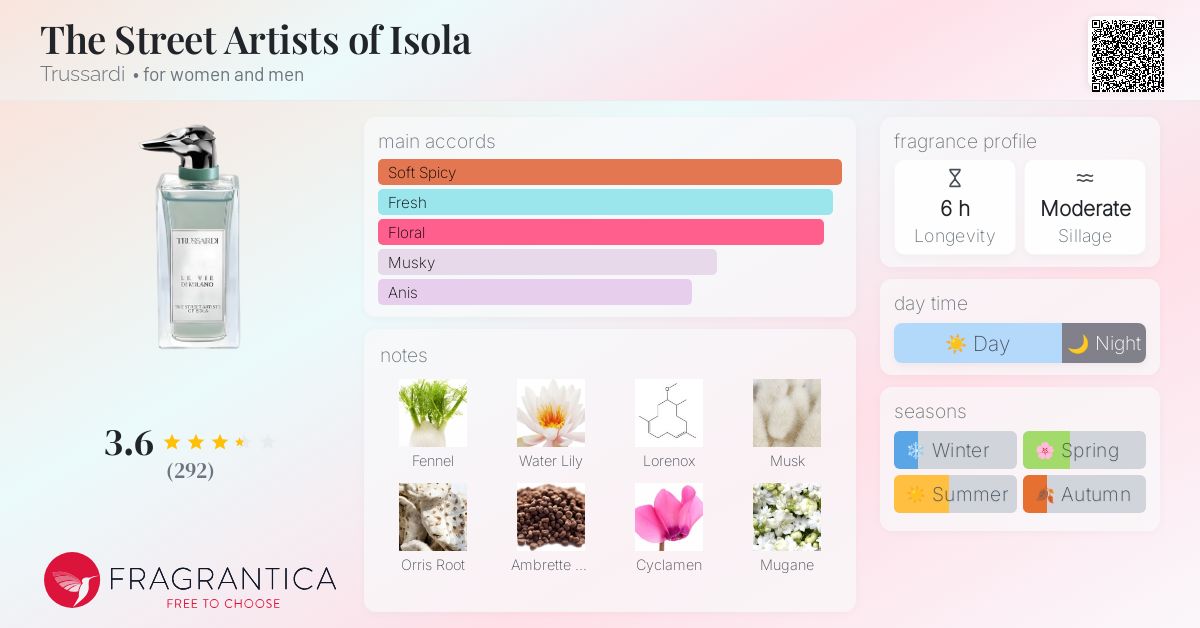 The Street Artists of Isola
Trussardi • for women and men
TRUSSARDI
LE VIE
DI MILANO
THE STREET ARTISTS
OF ISOLA
3.6
(292)
FRAGRANTICA
FREE TO CHOOSE
main accords
Soft Spicy
Fresh
Floral
Musky
Anis
notes
Fennel
Water Lily
Lorenox
Musk
Orris Root
Ambrette ...
Cyclamen
Mugane
fragrance profile
6 h
Longevity
Moderate
Sillage
day time
Day
Night
seasons
Winter
Spring
Summer
Autumn